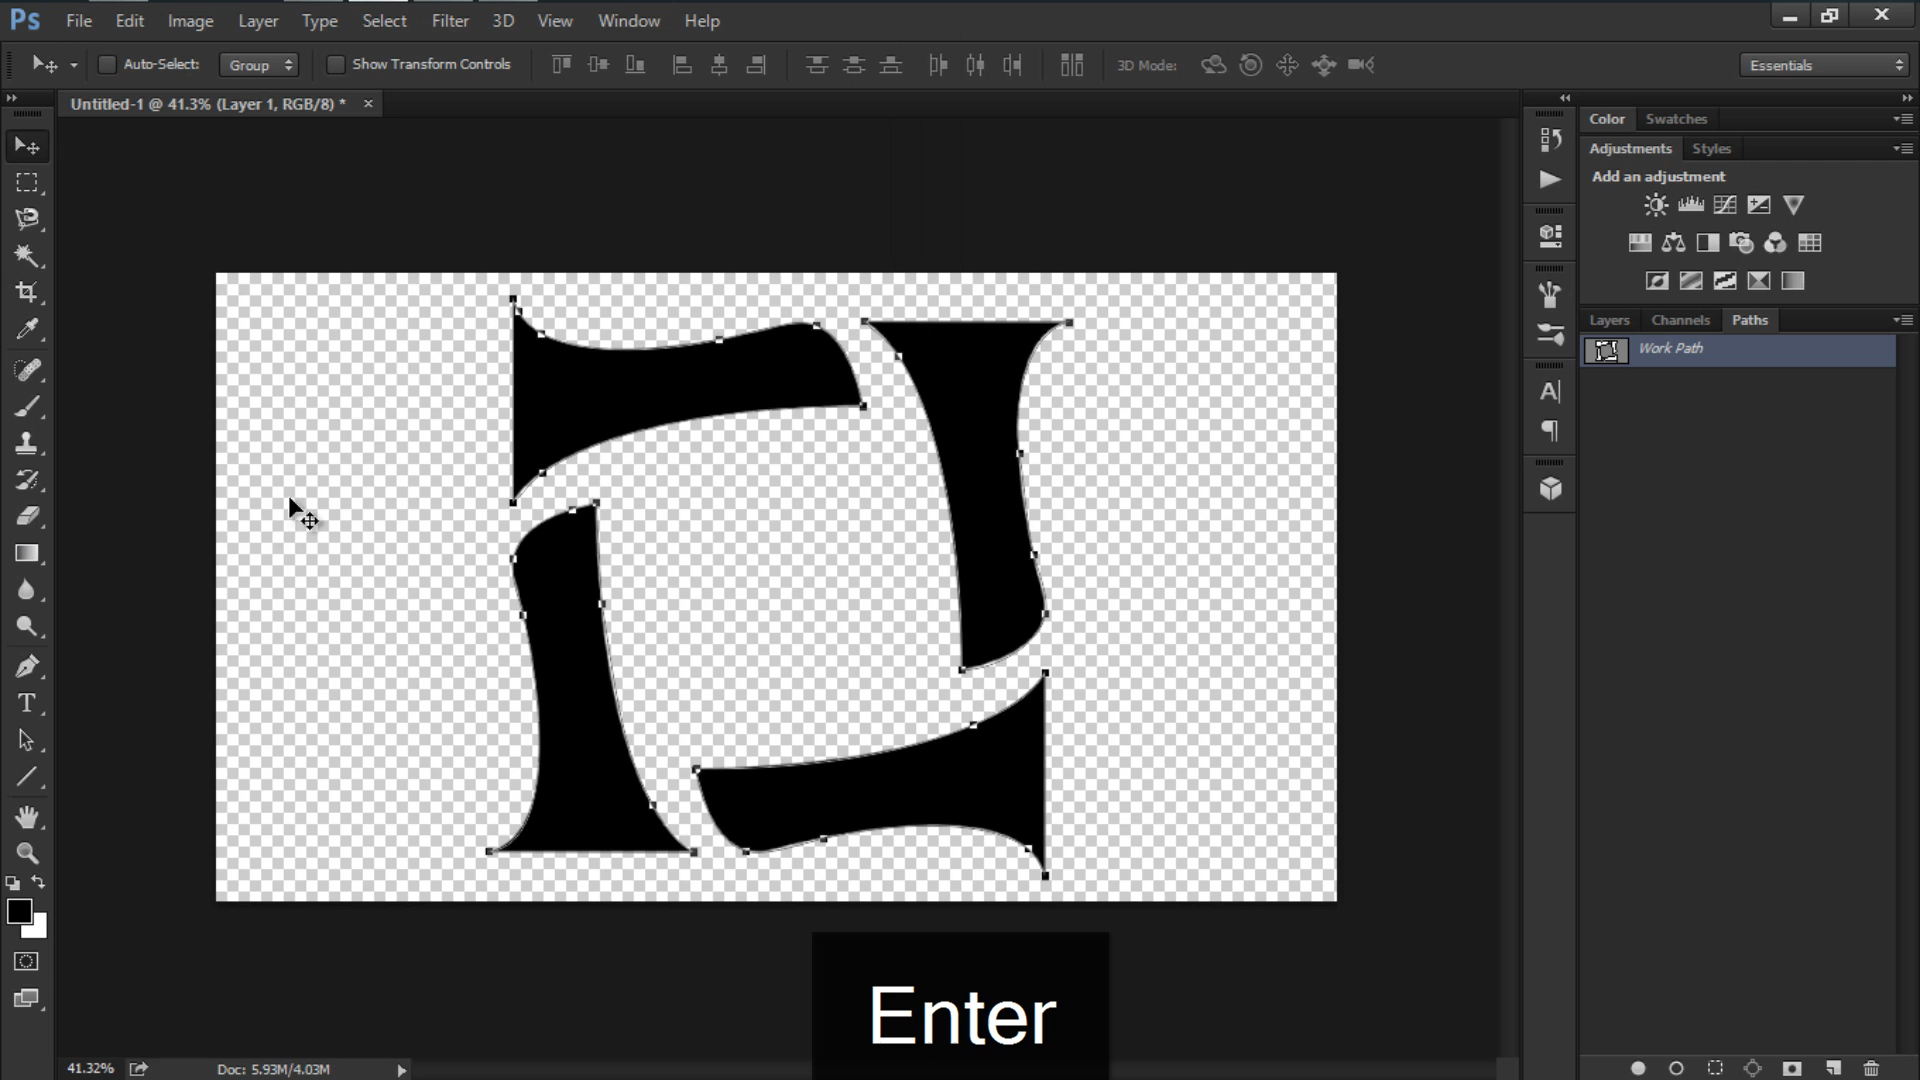 Ps File Edit Image Layer Type Select Filter 3D View Window Help
Auto-Select: Group Show Transform Controls 3D Mode: Essentials
Untitled-1 @ 41.3% (Layer 1, RGB/8) * ×
Color Swatches
Adjustments Styles
Add an adjustment
Layers Channels Paths
Work Path
Enter
41.32% Doc: 5.93M/4.03M